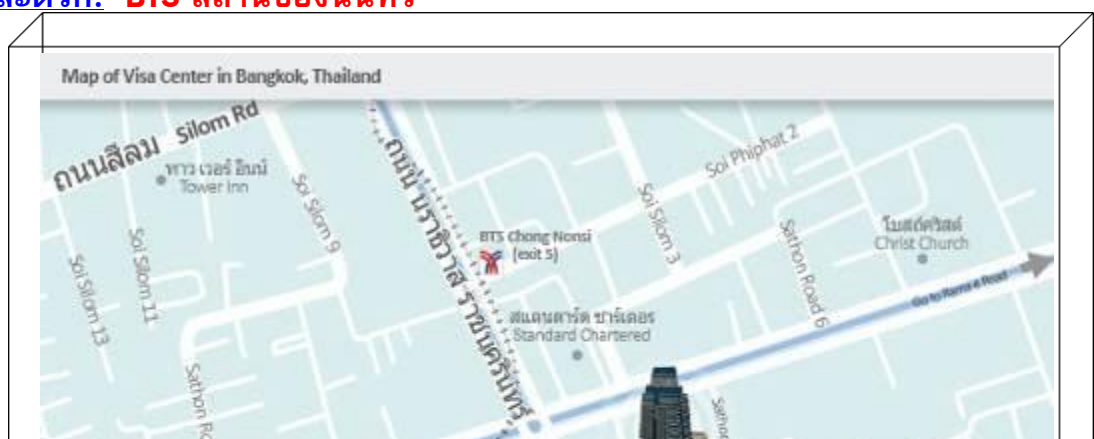 BTS สถานีช่องนนทรี
Map of Visa Center in Bangkok, Thailand
ถนนสีลม Silom Rd
ทาว เวอร์ อินน์
Tower Inn
Soi Silom 9
Soi Silom 11
Soi Silom 13
ถนน นราธิวาส ราชนครินทร์
BTS Chong Nonsi
(exit 5)
Soi Silom 3
Soi Phiphat 2
Sathon Road 6
โบสถ์คริสต์
Christ Church
Go to Rama 4 Road
สแตนดาร์ด ชาร์เตอร์
Standard Chartered